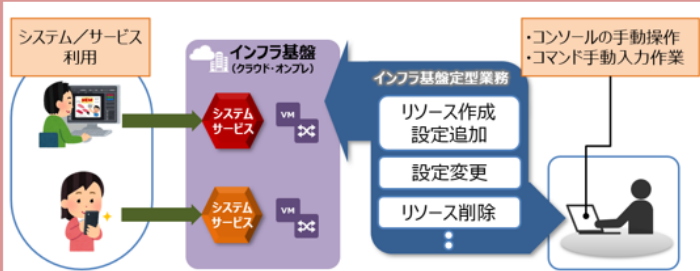 システム／サービス
利用
インフラ基盤
（クラウド・オンプレ）
システム
サービス
VM
システム
サービス
VM
インフラ基盤定型業務
リソース作成
設定追加
設定変更
リソース削除
・コンソールの手動操作
・コマンド手動入力作業